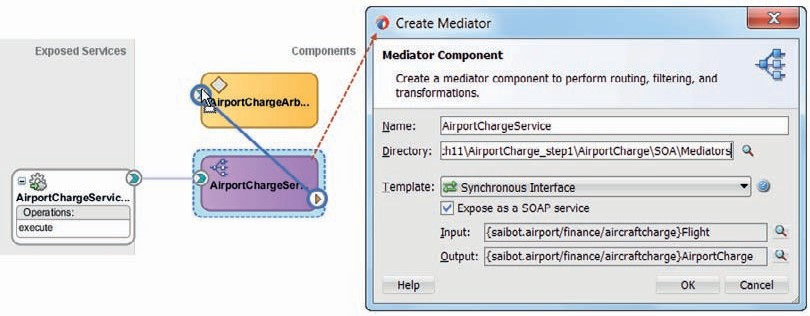 Exposed Services
Components
AirportChargeArb...
AirportChargeServic...
Operations:
execute
AirportChargeSer...
Create Mediator
Mediator Component
Create a mediator component to perform routing, filtering, and
transformations.
Name: AirportChargeService
Directory: :h11\AirportCharge_step1\AirportCharge\SOA\Mediators
Template: Synchronous Interface
Expose as a SOAP service
Input: {saibot.airport/finance/aircraftcharge}Flight
Output: {saibot.airport/finance/aircraftcharge}AirportCharge
Help OK Cancel